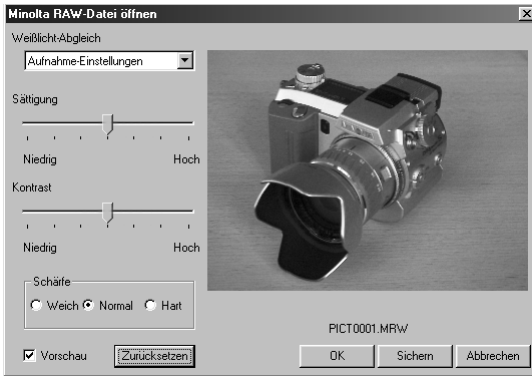 Minolta RAW-Datei öffnen
Weißlicht-Abgleich
Aufnahme-Einstellungen
Sättigung
Niedrig Hoch
Kontrast
Niedrig Hoch
Schärfe
Weich Normal Hart
PICT0001.MRW
Vorschau Zurücksetzen OK Sichern Abbrechen